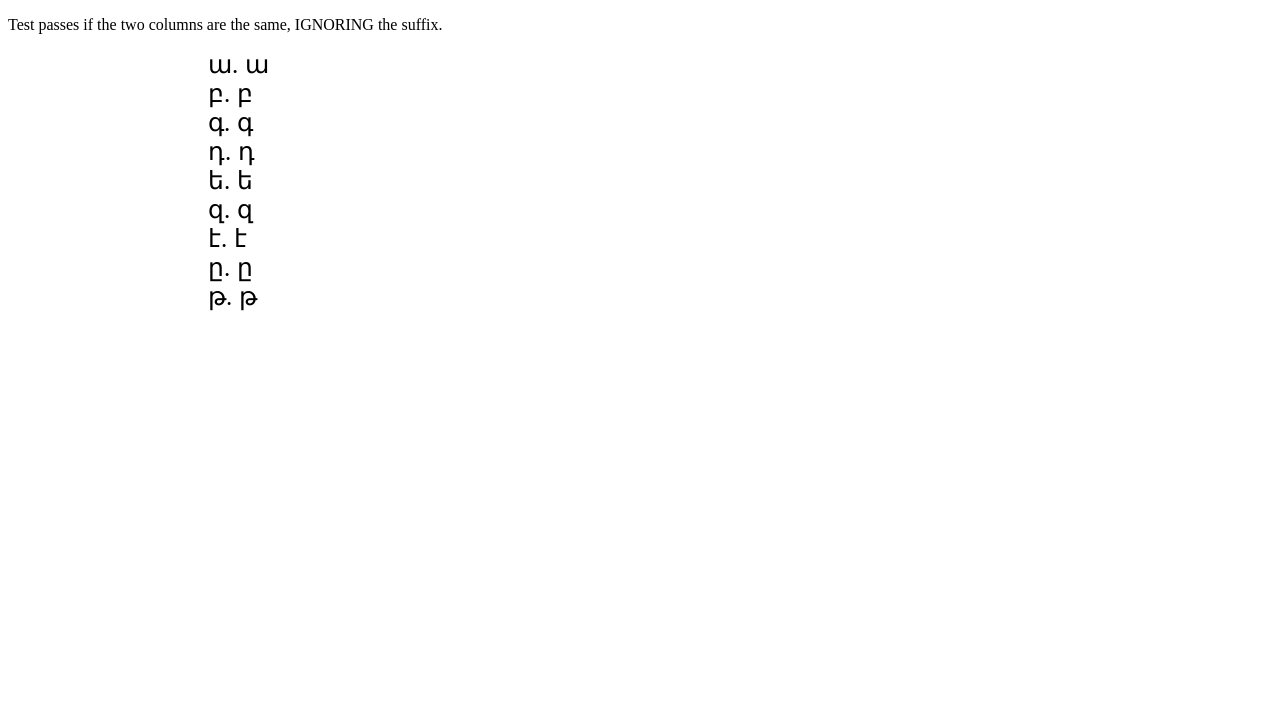 Test passes if the two columns are the same, IGNORING the suffix.
ա. ա
բ. բ
գ. գ
դ. դ
ե. ե
զ. զ
է. է
ը. ը
թ. թ